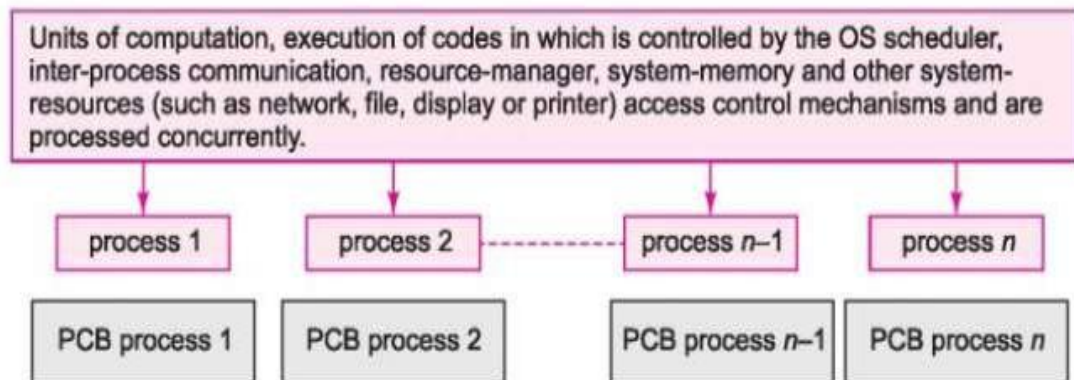 Units of computation, execution of codes in which is controlled by the OS scheduler,
inter-process communication, resource-manager, system-memory and other system-
resources (such as network, file, display or printer) access control mechanisms and are
processed concurrently.
process 1
process 2
process n–1
process n
PCB process 1
PCB process 2
PCB process n–1
PCB process n